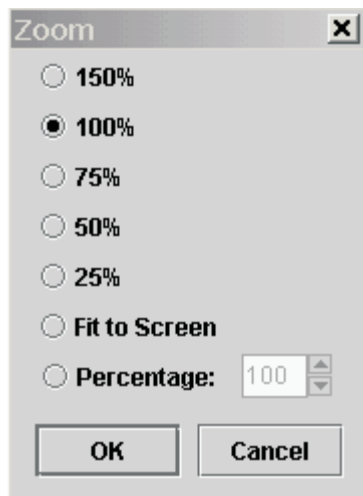 Zoom
150%
100%
75%
50%
25%
Fit to Screen
Percentage: 100
OK Cancel